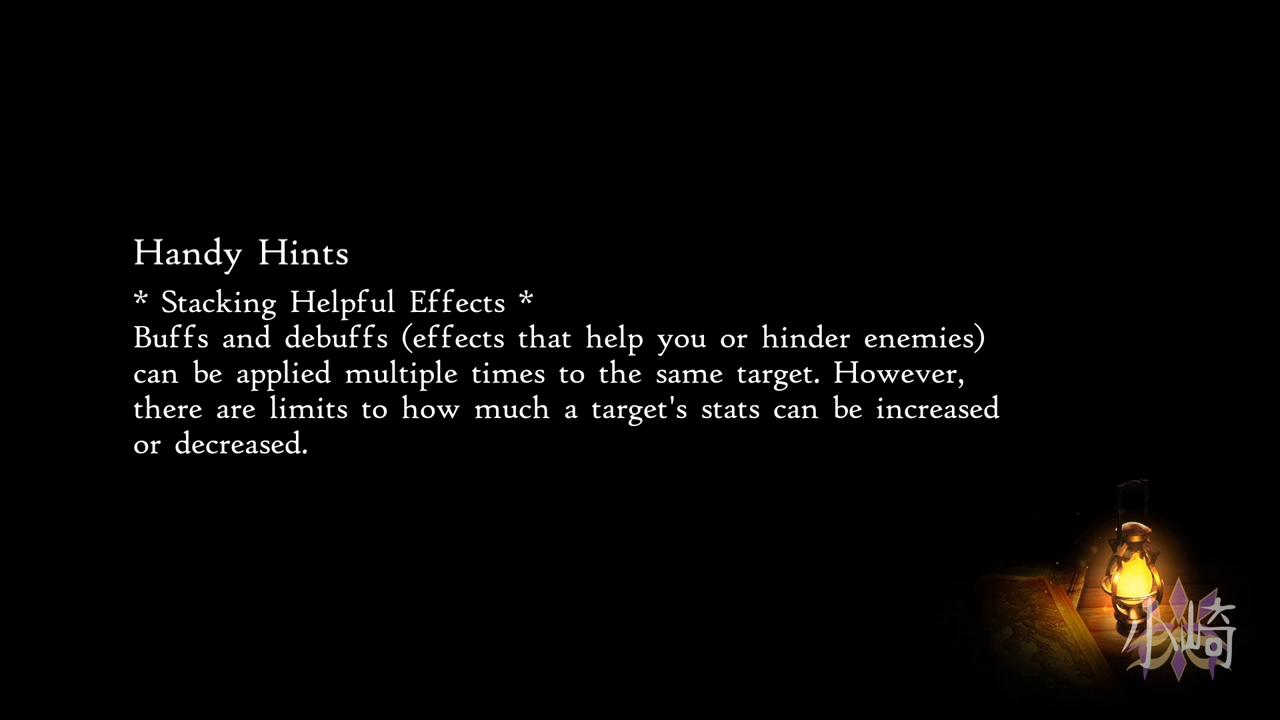 Handy Hints
* Stacking Helpful Effects *
Buffs and debuffs (effects that help you or hinder enemies)
can be applied multiple times to the same target. However,
there are limits to how much a target's stats can be increased
or decreased.
小崎